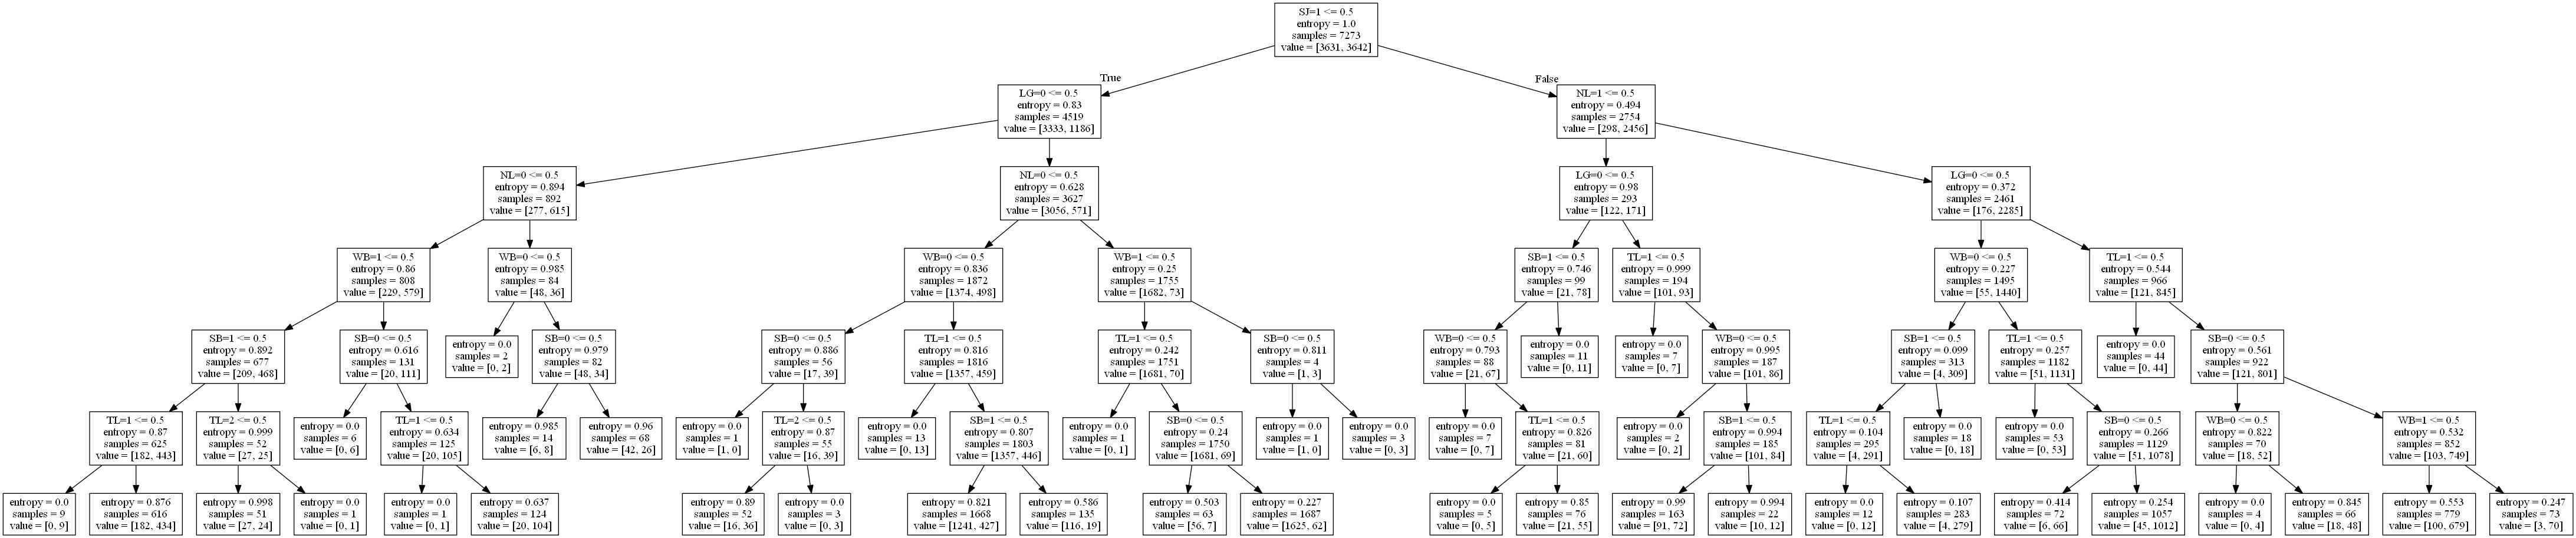 SJ=1 <= 0.5
entropy = 1.0
samples = 7273
value = [3631, 3642]
True
False
LG=0 <= 0.5
entropy = 0.83
samples = 4519
value = [3333, 1186]
NL=1 <= 0.5
entropy = 0.494
samples = 2754
value = [298, 2456]
NL=0 <= 0.5
entropy = 0.894
samples = 892
value = [277, 615]
NL=0 <= 0.5
entropy = 0.628
samples = 3627
value = [3056, 571]
LG=0 <= 0.5
entropy = 0.98
samples = 293
value = [122, 171]
LG=0 <= 0.5
entropy = 0.372
samples = 2461
value = [176, 2285]
WB=1 <= 0.5
entropy = 0.86
samples = 808
value = [229, 579]
WB=0 <= 0.5
entropy = 0.985
samples = 84
value = [48, 36]
WB=0 <= 0.5
entropy = 0.836
samples = 1872
value = [1374, 498]
WB=1 <= 0.5
entropy = 0.25
samples = 1755
value = [1682, 73]
SB=1 <= 0.5
entropy = 0.746
samples = 99
value = [21, 78]
TL=1 <= 0.5
entropy = 0.999
samples = 194
value = [101, 93]
WB=0 <= 0.5
entropy = 0.227
samples = 1495
value = [55, 1440]
TL=1 <= 0.5
entropy = 0.544
samples = 966
value = [121, 845]
SB=1 <= 0.5
entropy = 0.892
samples = 677
value = [209, 468]
SB=0 <= 0.5
entropy = 0.616
samples = 131
value = [20, 111]
entropy = 0.0
samples = 2
value = [0, 2]
SB=0 <= 0.5
entropy = 0.979
samples = 82
value = [48, 34]
SB=0 <= 0.5
entropy = 0.886
samples = 56
value = [17, 39]
TL=1 <= 0.5
entropy = 0.816
samples = 1816
value = [1357, 459]
TL=1 <= 0.5
entropy = 0.242
samples = 1751
value = [1681, 70]
SB=0 <= 0.5
entropy = 0.811
samples = 4
value = [1, 3]
WB=0 <= 0.5
entropy = 0.793
samples = 88
value = [21, 67]
entropy = 0.0
samples = 11
value = [0, 11]
entropy = 0.0
samples = 7
value = [0, 7]
WB=0 <= 0.5
entropy = 0.995
samples = 187
value = [101, 86]
SB=1 <= 0.5
entropy = 0.099
samples = 313
value = [4, 309]
TL=1 <= 0.5
entropy = 0.257
samples = 1182
value = [51, 1131]
entropy = 0.0
samples = 44
value = [0, 44]
SB=0 <= 0.5
entropy = 0.561
samples = 922
value = [121, 801]
TL=1 <= 0.5
entropy = 0.87
samples = 625
value = [182, 443]
TL=2 <= 0.5
entropy = 0.999
samples = 52
value = [27, 25]
entropy = 0.0
samples = 6
value = [0, 6]
TL=1 <= 0.5
entropy = 0.634
samples = 125
value = [20, 105]
entropy = 0.985
samples = 14
value = [6, 8]
entropy = 0.96
samples = 68
value = [42, 26]
entropy = 0.0
samples = 1
value = [1, 0]
TL=2 <= 0.5
entropy = 0.87
samples = 55
value = [16, 39]
entropy = 0.0
samples = 13
value = [0, 13]
SB=1 <= 0.5
entropy = 0.807
samples = 1803
value = [1357, 446]
entropy = 0.0
samples = 1
value = [0, 1]
SB=0 <= 0.5
entropy = 0.24
samples = 1750
value = [1681, 69]
entropy = 0.0
samples = 1
value = [1, 0]
entropy = 0.0
samples = 3
value = [0, 3]
entropy = 0.0
samples = 7
value = [0, 7]
TL=1 <= 0.5
entropy = 0.826
samples = 81
value = [21, 60]
entropy = 0.0
samples = 2
value = [0, 2]
SB=1 <= 0.5
entropy = 0.994
samples = 185
value = [101, 84]
TL=1 <= 0.5
entropy = 0.104
samples = 295
value = [4, 291]
entropy = 0.0
samples = 18
value = [0, 18]
entropy = 0.0
samples = 53
value = [0, 53]
SB=0 <= 0.5
entropy = 0.266
samples = 1129
value = [51, 1078]
WB=0 <= 0.5
entropy = 0.822
samples = 70
value = [18, 52]
WB=1 <= 0.5
entropy = 0.532
samples = 852
value = [103, 749]
entropy = 0.0
samples = 9
value = [0, 9]
entropy = 0.876
samples = 616
value = [182, 434]
entropy = 0.998
samples = 51
value = [27, 24]
entropy = 0.0
samples = 1
value = [0, 1]
entropy = 0.0
samples = 1
value = [0, 1]
entropy = 0.637
samples = 124
value = [20, 104]
entropy = 0.89
samples = 52
value = [16, 36]
entropy = 0.0
samples = 3
value = [0, 3]
entropy = 0.821
samples = 1668
value = [1241, 427]
entropy = 0.586
samples = 135
value = [116, 19]
entropy = 0.503
samples = 63
value = [56, 7]
entropy = 0.227
samples = 1687
value = [1625, 62]
entropy = 0.0
samples = 5
value = [0, 5]
entropy = 0.85
samples = 76
value = [21, 55]
entropy = 0.99
samples = 163
value = [91, 72]
entropy = 0.994
samples = 22
value = [10, 12]
entropy = 0.0
samples = 12
value = [0, 12]
entropy = 0.107
samples = 283
value = [4, 279]
entropy = 0.414
samples = 72
value = [6, 66]
entropy = 0.254
samples = 1057
value = [45, 1012]
entropy = 0.0
samples = 4
value = [0, 4]
entropy = 0.845
samples = 66
value = [18, 48]
entropy = 0.553
samples = 779
value = [100, 679]
entropy = 0.247
samples = 73
value = [3, 70]